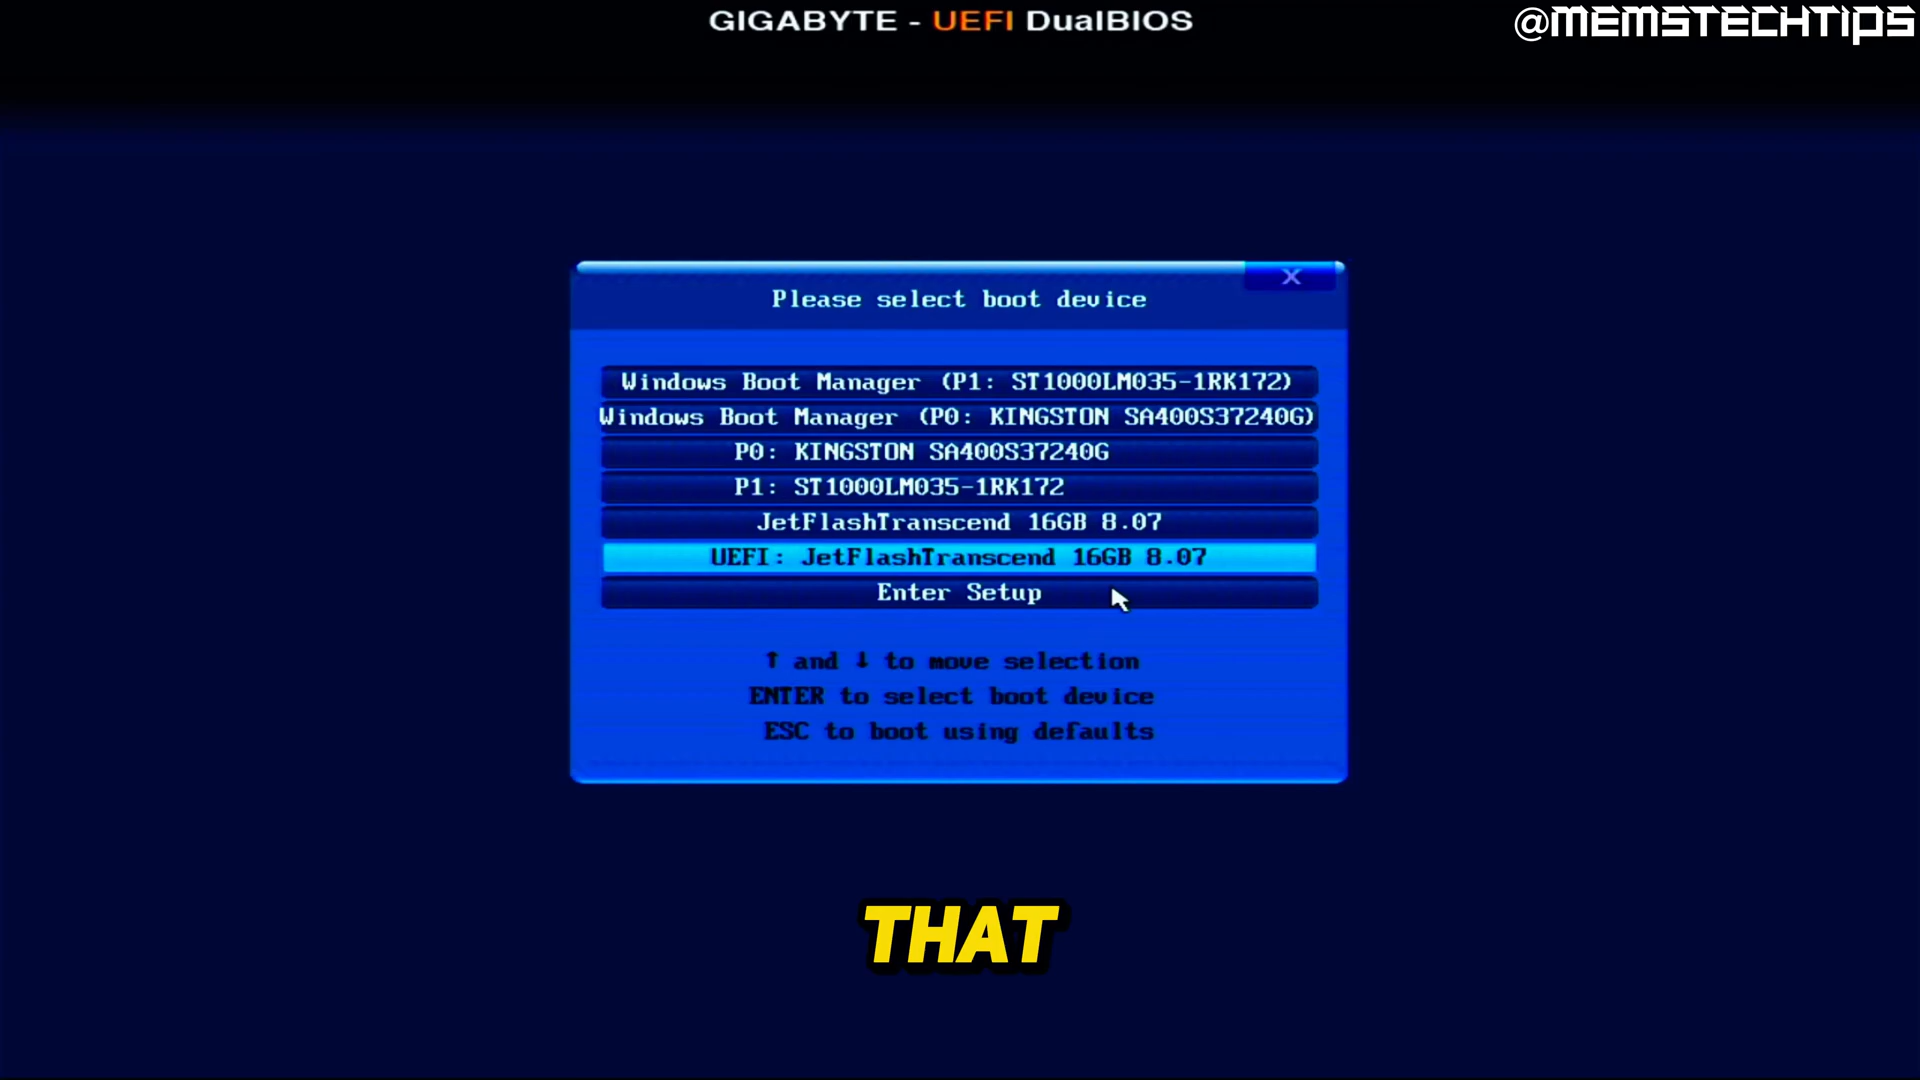 GIGABYTE - UEFI DualBIOS
@MEMSTECHTIPS
X
Please select boot device
Windows Boot Manager (P1: ST1000LM035-1RK172)
Windows Boot Manager (P0: KINGSTON SA400S37240G)
P0: KINGSTON SA400S37240G
P1: ST1000LM035-1RK172
JetFlashTranscend 16GB 8.07
UEFI: JetFlashTranscend 16GB 8.07
Enter Setup
↑ and ↓ to move selection
ENTER to select boot device
ESC to boot using defaults
THAT